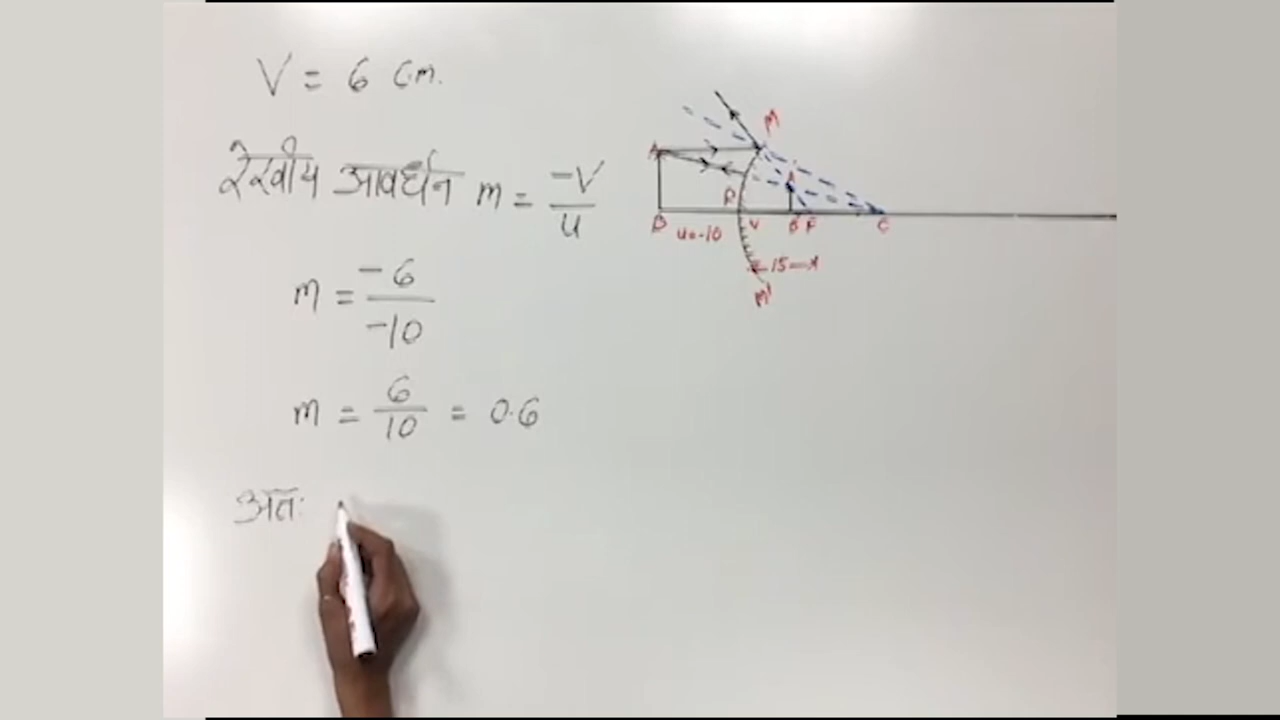 V = 6 cm.
रेखीय आवर्धन m = -V/u
m = -6/-10
m = 6/10 = 0.6
अतः
M
A
A
P
B
u=-10
V
B F
C
15
M'